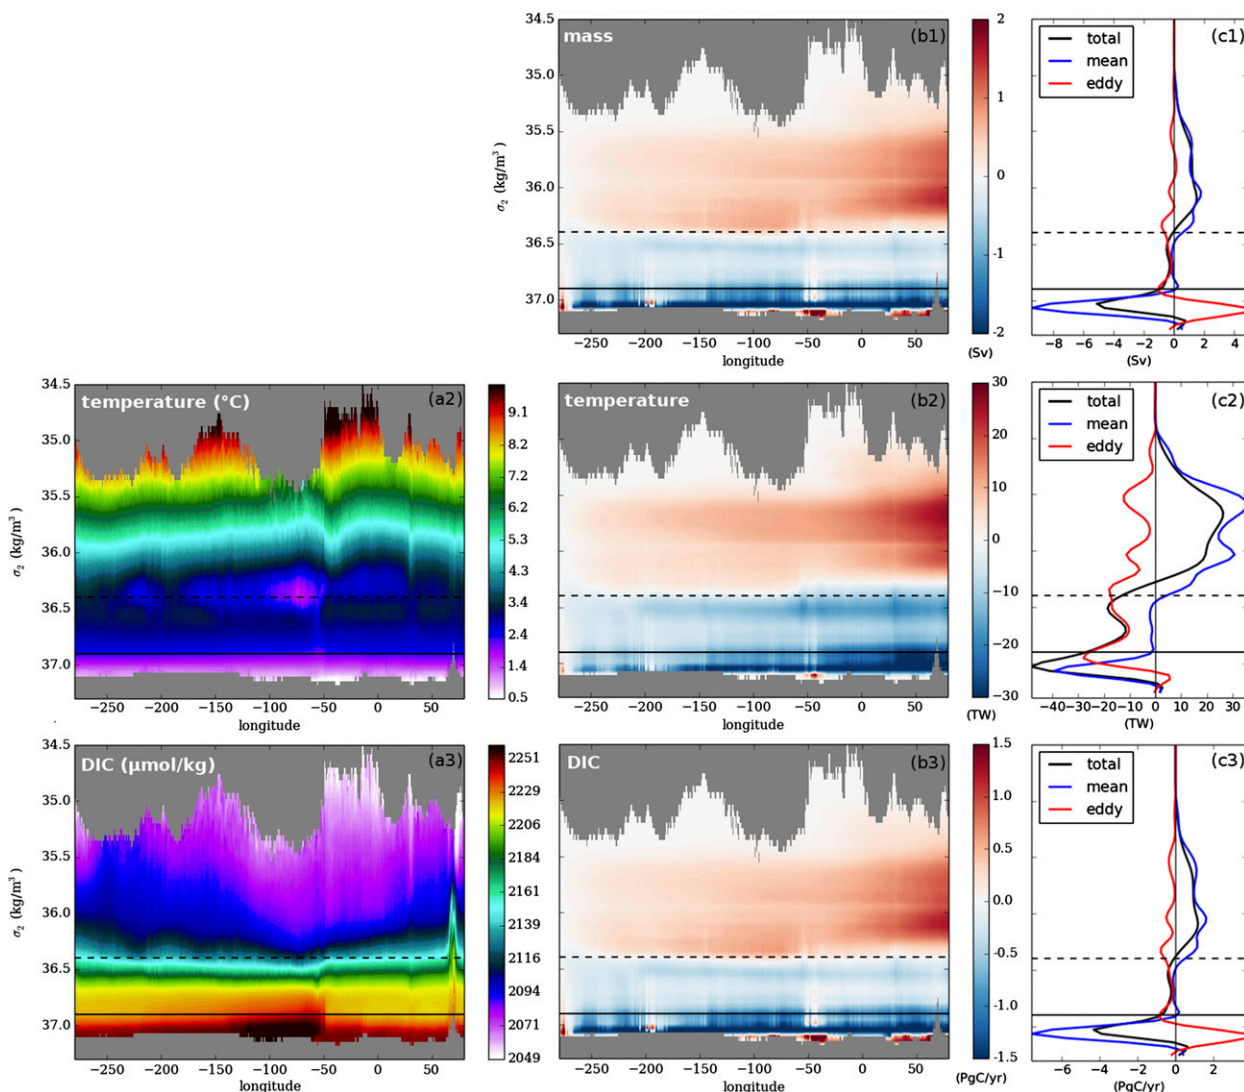 mass
(b1)
34.5
35.0
35.5
36.0
36.5
37.0
σ₂ (kg/m³)
−250 −200 −150 −100 −50 0 50
longitude
2
1
0
−1
−2
(Sv)
total
mean
eddy
(c1)
−8 −6 −4 −2 0 2 4
(Sv)
temperature (°C)
(a2)
34.5
35.0
35.5
36.0
36.5
37.0
σ₂ (kg/m³)
−250 −200 −150 −100 −50 0 50
longitude
9.1
8.2
7.2
6.2
5.3
4.3
3.4
2.4
1.4
0.5
temperature
(b2)
−250 −200 −150 −100 −50 0 50
longitude
30
20
10
0
−10
−20
−30
(TW)
total
mean
eddy
(c2)
−40−30−20−10 0 10 20 30
(TW)
DIC (µmol/kg)
(a3)
34.5
35.0
35.5
36.0
36.5
37.0
σ₂ (kg/m³)
−250 −200 −150 −100 −50 0 50
longitude
2251
2229
2206
2184
2161
2139
2116
2094
2071
2049
DIC
(b3)
−250 −200 −150 −100 −50 0 50
longitude
1.5
1.0
0.5
0.0
−0.5
−1.0
−1.5
(PgC/yr)
total
mean
eddy
(c3)
−6 −4 −2 0 2
(PgC/yr)